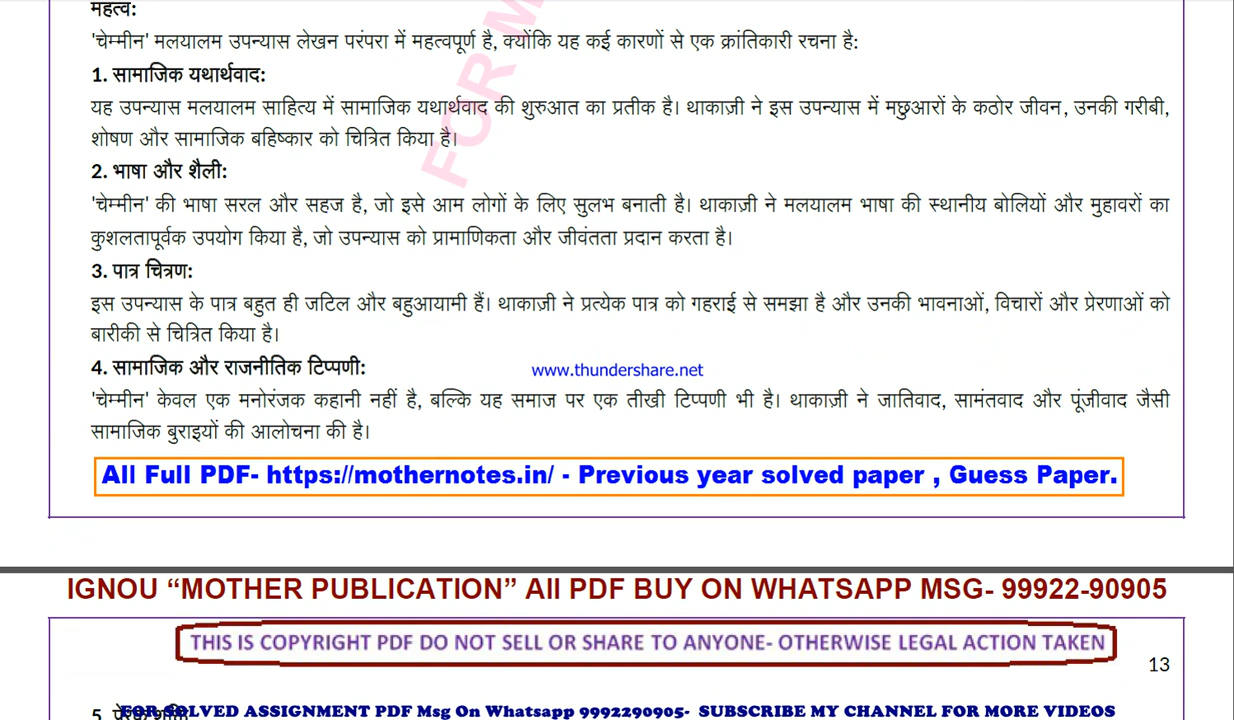 महत्व:
'चेम्मीन' मलयालम उपन्यास लेखन परंपरा में महत्वपूर्ण है, क्योंकि यह कई कारणों से एक क्रांतिकारी रचना है:
1. सामाजिक यथार्थवाद:
यह उपन्यास मलयालम साहित्य में सामाजिक यथार्थवाद की शुरुआत का प्रतीक है। थाकाज़ी ने इस उपन्यास में मछुआरों के कठोर जीवन, उनकी गरीबी,
शोषण और सामाजिक बहिष्कार को चित्रित किया है।
FOR M
2. भाषा और शैली:
'चेम्मीन' की भाषा सरल और सहज है, जो इसे आम लोगों के लिए सुलभ बनाती है। थाकाज़ी ने मलयालम भाषा की स्थानीय बोलियों और मुहावरों का
कुशलतापूर्वक उपयोग किया है, जो उपन्यास को प्रामाणिकता और जीवंतता प्रदान करता है।
3. पात्र चित्रण:
इस उपन्यास के पात्र बहुत ही जटिल और बहुआयामी हैं। थाकाज़ी ने प्रत्येक पात्र को गहराई से समझा है और उनकी भावनाओं, विचारों और प्रेरणाओं को
बारीकी से चित्रित किया है।
4. सामाजिक और राजनीतिक टिप्पणी:
www.thundershare.net
'चेम्मीन' केवल एक मनोरंजक कहानी नहीं है, बल्कि यह समाज पर एक तीखी टिप्पणी भी है। थाकाज़ी ने जातिवाद, सामंतवाद और पूंजीवाद जैसी
सामाजिक बुराइयों की आलोचना की है।
All Full PDF- https://mothernotes.in/ - Previous year solved paper , Guess Paper.
IGNOU “MOTHER PUBLICATION” All PDF BUY ON WHATSAPP MSG- 99922-90905
THIS IS COPYRIGHT PDF DO NOT SELL OR SHARE TO ANYONE- OTHERWISE LEGAL ACTION TAKEN
13
5.
FOR SOLVED ASSIGNMENT PDF Msg On Whatsapp 9992290905- SUBSCRIBE MY CHANNEL FOR MORE VIDEOS